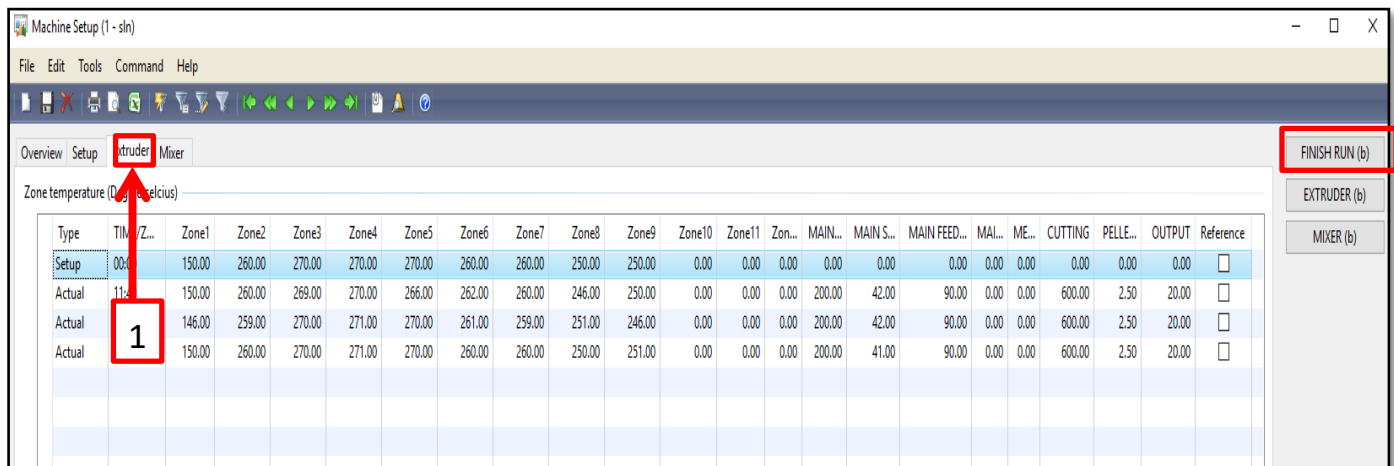 Machine Setup (1 - sln)
File Edit Tools Command Help
Overview Setup Extruder Mixer
FINISH RUN (b)
Zone temperature (D selcius)
EXTRUDER (b)
MIXER (b)
Type TIM /Z... Zone1 Zone2 Zone3 Zone4 Zone5 Zone6 Zone7 Zone8 Zone9 Zone10 Zone11 Zon... MAIN... MAIN S... MAIN FEED... MAI... ME... CUTTING PELLE... OUTPUT Reference
Setup 00: 0 150.00 260.00 270.00 270.00 270.00 260.00 260.00 250.00 250.00 0.00 0.00 0.00 0.00 0.00 0.00 0.00 0.00 0.00 0.00 0.00
Actual 11:4 150.00 260.00 269.00 270.00 266.00 262.00 260.00 246.00 250.00 0.00 0.00 0.00 200.00 42.00 90.00 0.00 0.00 600.00 2.50 20.00
Actual 146.00 259.00 270.00 271.00 270.00 261.00 259.00 251.00 246.00 0.00 0.00 0.00 200.00 42.00 90.00 0.00 0.00 600.00 2.50 20.00
Actual 150.00 260.00 270.00 271.00 270.00 260.00 260.00 250.00 251.00 0.00 0.00 0.00 200.00 41.00 90.00 0.00 0.00 600.00 2.50 20.00
1